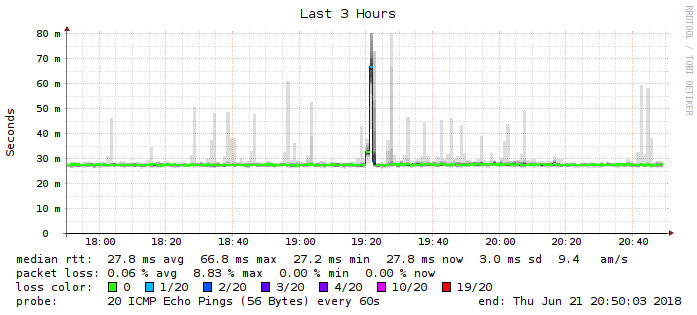 Last 3 Hours
RRDTOOL / TOBI OETIKER
Seconds
80 m
70 m
60 m
50 m
40 m
30 m
20 m
10 m
0
18:00 18:20 18:40 19:00 19:20 19:40 20:00 20:20 20:40
median rtt: 27.8 ms avg 66.8 ms max 27.2 ms min 27.8 ms now 3.0 ms sd 9.4 am/s
packet loss: 0.06 % avg 8.83 % max 0.00 % min 0.00 % now
loss color: 0 1/20 2/20 3/20 4/20 10/20 19/20
probe: 20 ICMP Echo Pings (56 Bytes) every 60s end: Thu Jun 21 20:50:03 2018